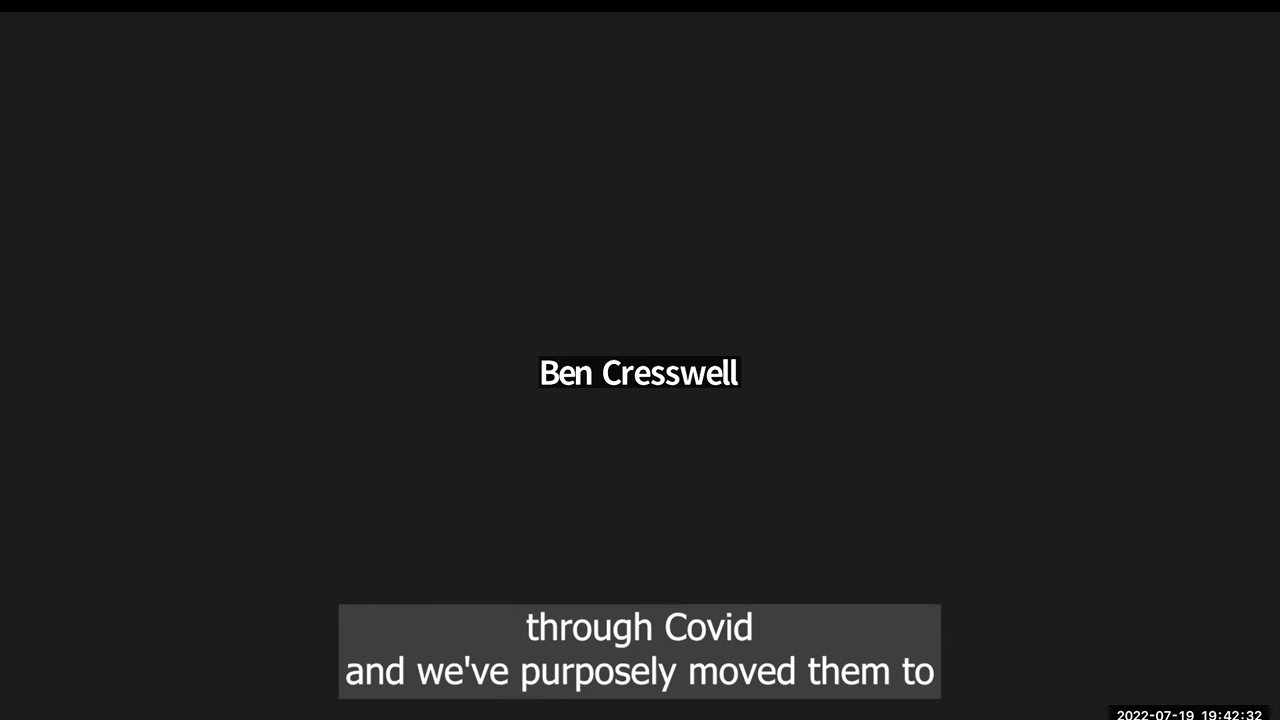 Ben Cresswell
through Covid
and we've purposely moved them to
2022-07-19 19:42:32